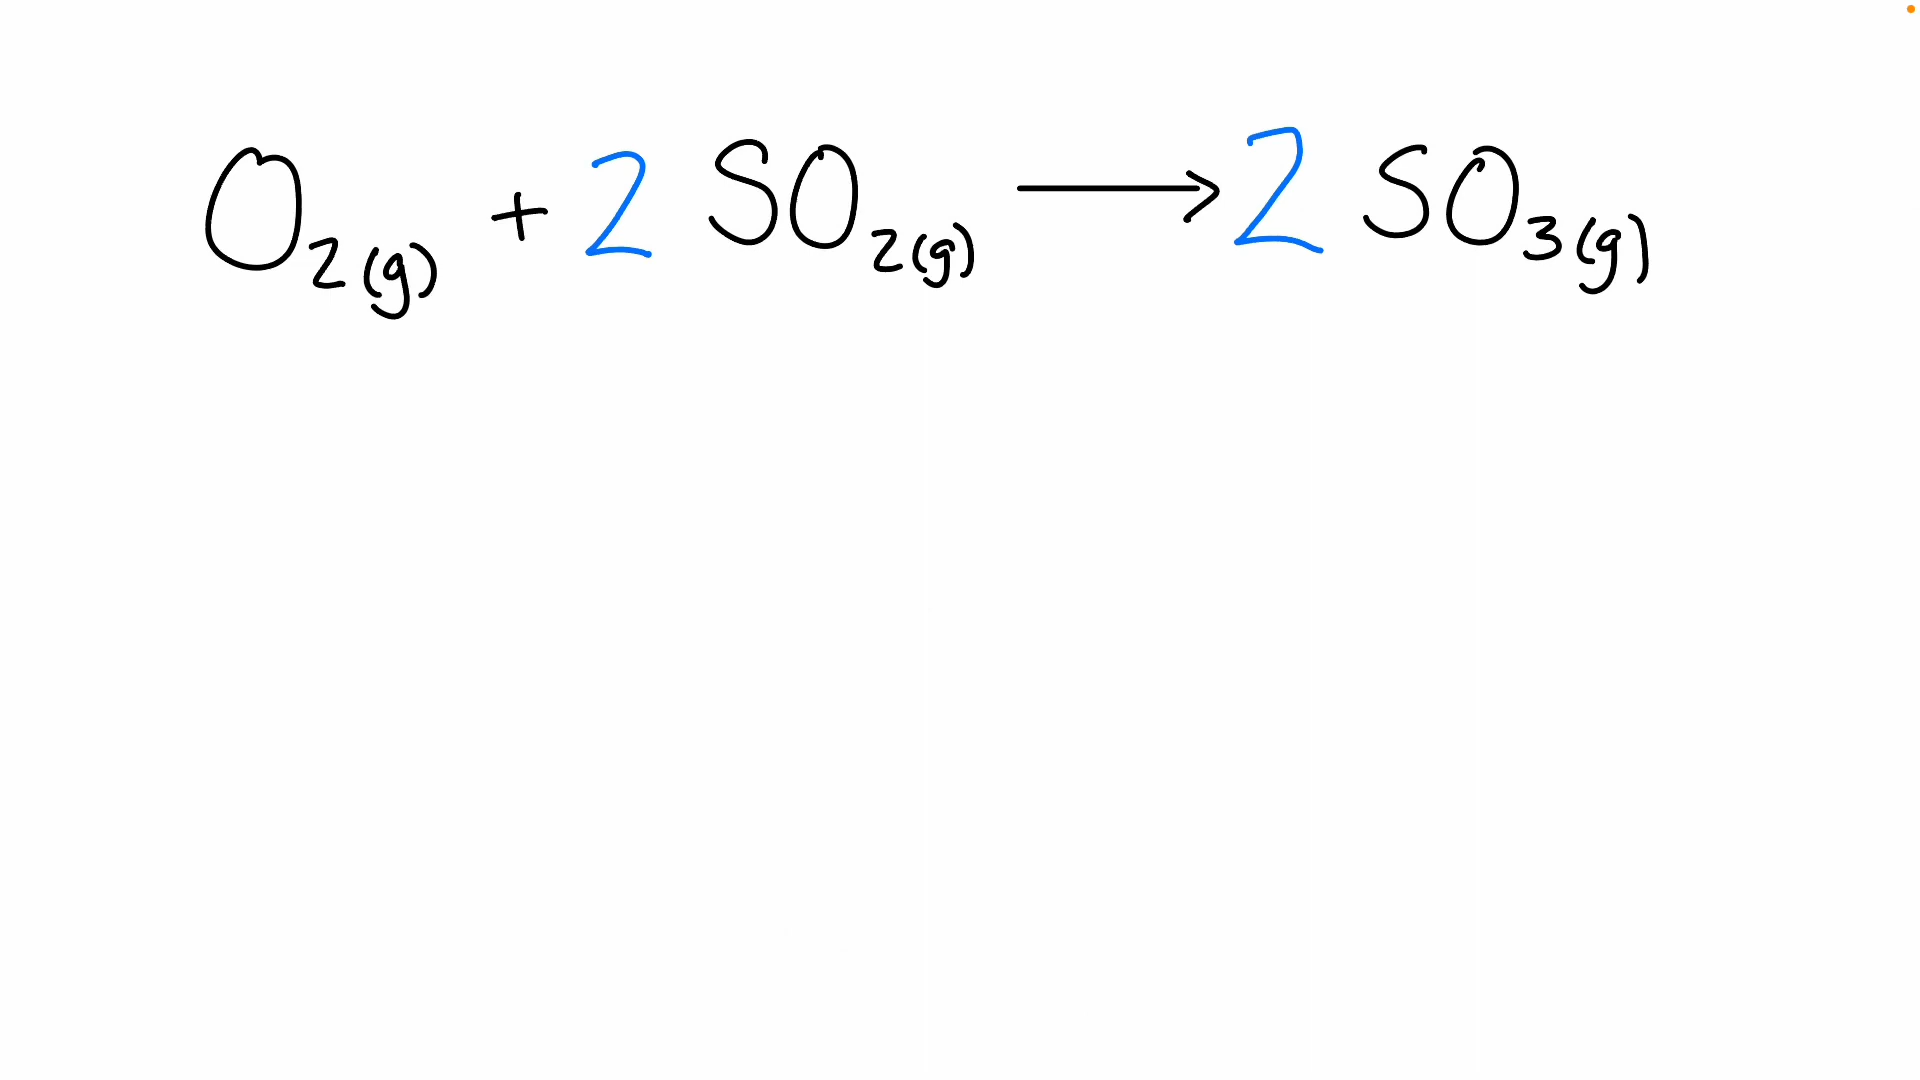 O₂(g) + 2 SO₂(g) ⟶ 2 SO₃(g)